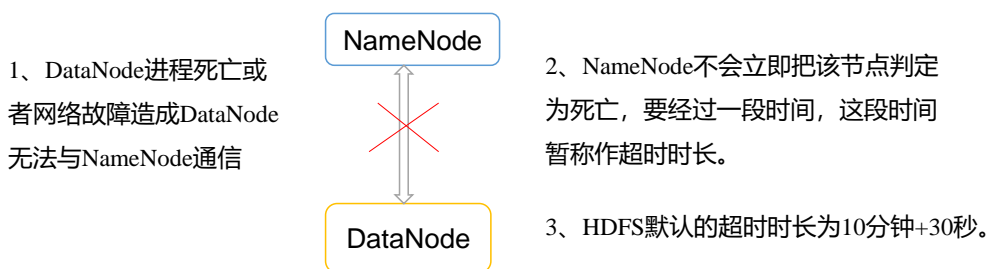 NameNode
1、DataNode进程死亡或
者网络故障造成DataNode
无法与NameNode通信
2、NameNode不会立即把该节点判定
为死亡，要经过一段时间，这段时间
暂称作超时时长。
3、HDFS默认的超时时长为10分钟+30秒。
DataNode